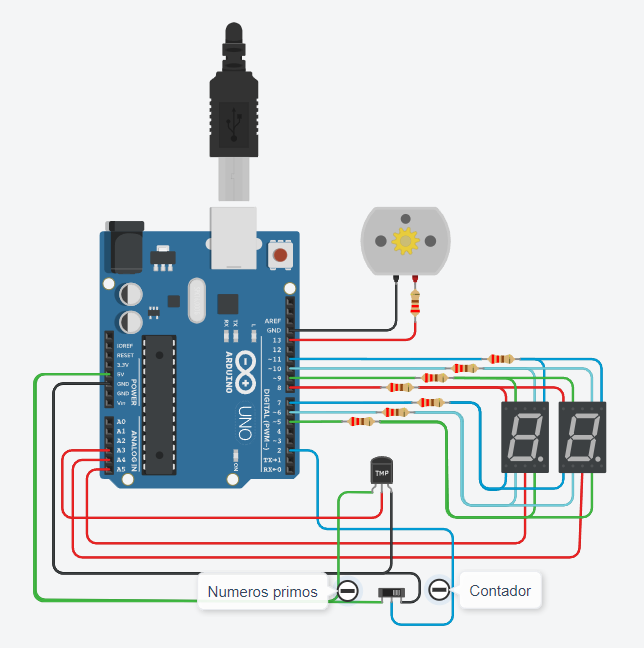 AREF
GND
13
12
~11
~10
~9
8
7
~6
~5
4
~3
2
TX→1
RX←0
DIGITAL (PWM~)
L
TX
RX
ARDUINO
UNO
ON
IOREF
RESET
3.3V
5V
GND
GND
Vin
POWER
A0
A1
A2
A3
A4
A5
ANALOG IN
TMP
Numeros primos
Contador